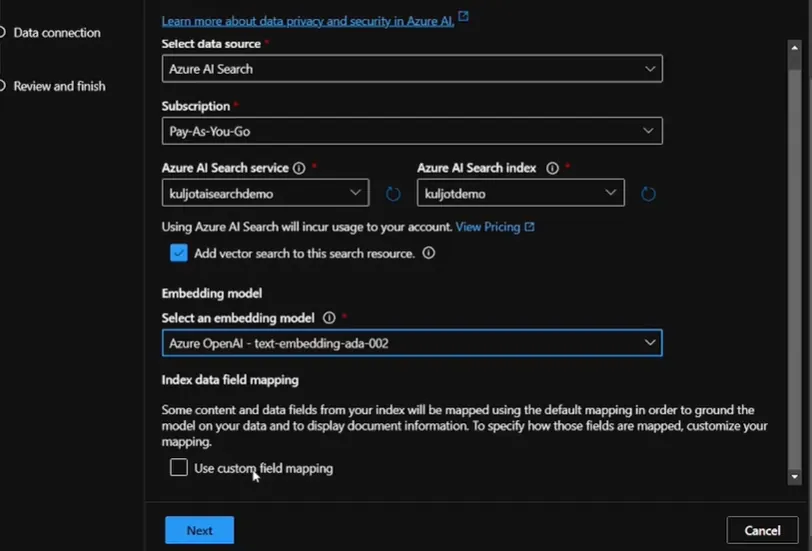 Data connection
Review and finish
Learn more about data privacy and security in Azure AI.
Select data source *
Azure AI Search
Subscription *
Pay-As-You-Go
Azure AI Search service * Azure AI Search index *
kuljotaisearchdemo kuljotdemo
Using Azure AI Search will incur usage to your account. View Pricing
Add vector search to this search resource.
Embedding model
Select an embedding model *
Azure OpenAI - text-embedding-ada-002
Index data field mapping
Some content and data fields from your index will be mapped using the default mapping in order to ground the
model on your data and to display document information. To specify how those fields are mapped, customize your
mapping.
Use custom field mapping
Next Cancel